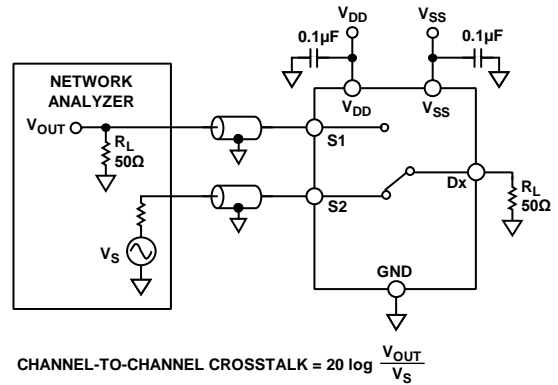 V_DD
V_SS
0.1µF
0.1µF
NETWORK
ANALYZER
V_DD
V_SS
V_OUT
R_L
50Ω
S1
S2
Dx
R_L
50Ω
V_S
GND
CHANNEL-TO-CHANNEL CROSSTALK = 20 log V_OUT / V_S